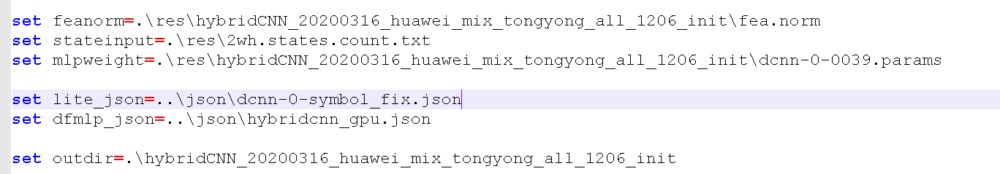 set feanorm=.\res\hybridCNN_20200316_huawei_mix_tongyong_all_1206_init\fea.norm
set stateinput=.\res\2wh.states.count.txt
set mlpweight=.\res\hybridCNN_20200316_huawei_mix_tongyong_all_1206_init\dcnn-0-0039.params
set lite_json=..\json\dcnn-0-symbol_fix.json
set dfmlp_json=..\json\hybridcnn_gpu.json
set outdir=.\hybridCNN_20200316_huawei_mix_tongyong_all_1206_init